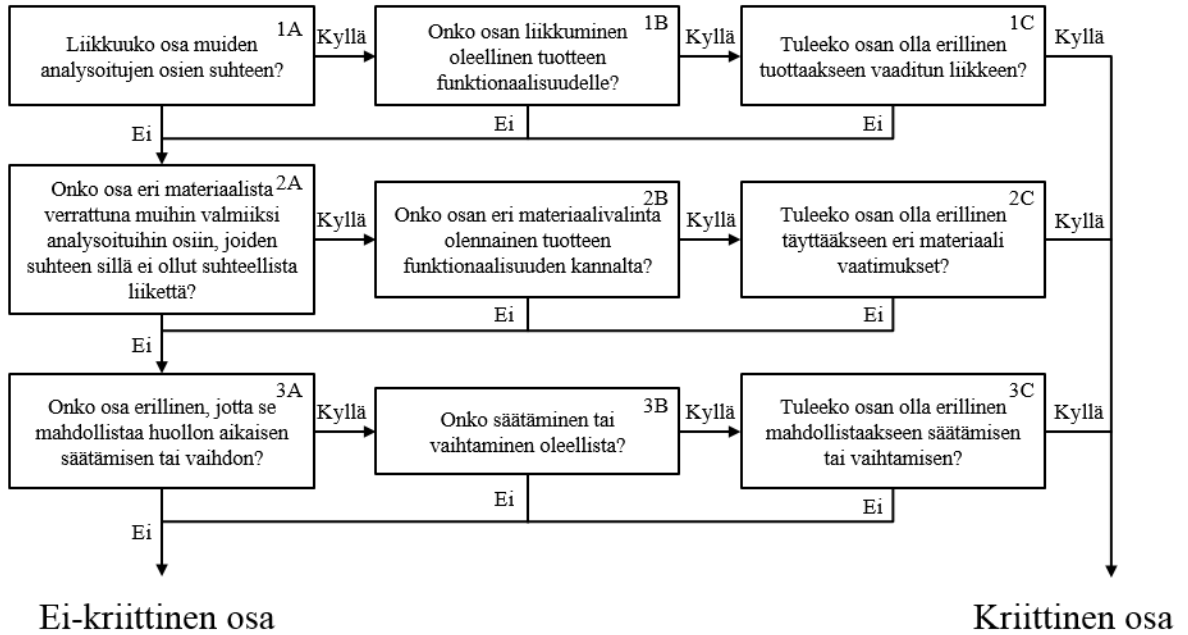 1A
Liikkuuko osa muiden
analysoitujen osien suhteen?
Kyllä
1B
Onko osan liikkuminen
oleellinen tuotteen
funktionaalisuudelle?
Kyllä
1C
Tuleeko osan olla erillinen
tuottaakseen vaaditun liikkeen?
Kyllä
Ei
Ei
Ei
2A
Onko osa eri materiaalista
verrattuna muihin valmiiksi
analysoituihin osiin, joiden
suhteen sillä ei ollut suhteellista
liikettä?
Kyllä
2B
Onko osan eri materiaalivalinta
olennainen tuotteen
funktionaalisuuden kannalta?
Kyllä
2C
Tuleeko osan olla erillinen
täyttääkseen eri materiaali
vaatimukset?
Kyllä
Ei
Ei
Ei
3A
Onko osa erillinen, jotta se
mahdollistaa huollon aikaisen
säätämisen tai vaihdon?
Kyllä
3B
Onko säätäminen tai
vaihtaminen oleellista?
Kyllä
3C
Tuleeko osan olla erillinen
mahdollistaakseen säätämisen
tai vaihtamisen?
Kyllä
Ei
Ei
Ei
Ei-kriittinen osa
Kriittinen osa